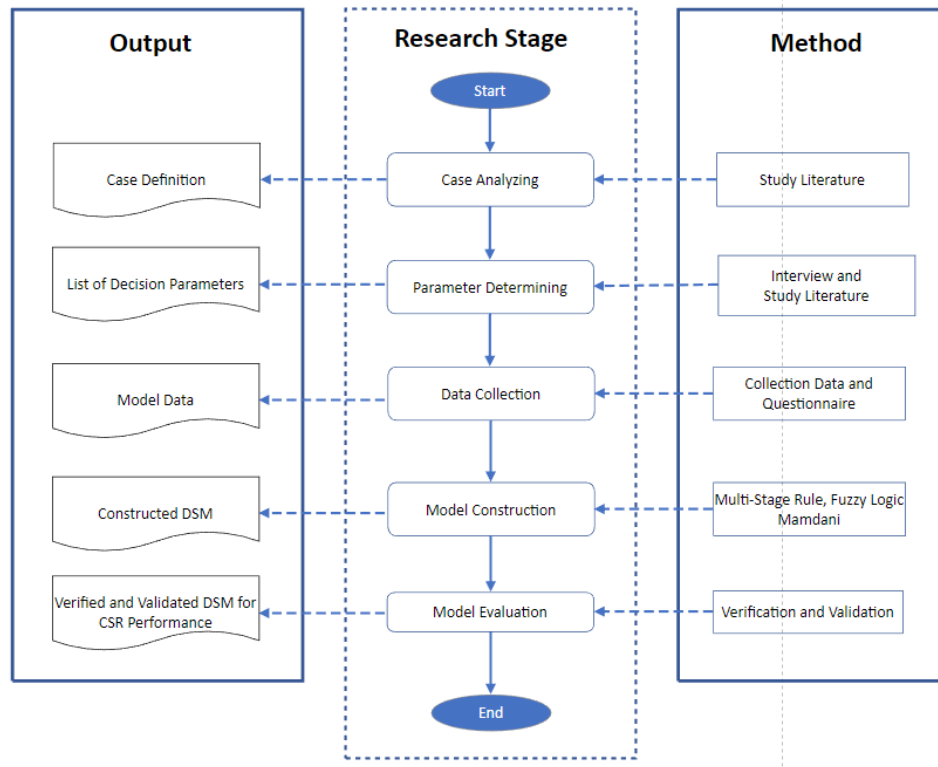 Output
Research Stage
Method
Start
Case Definition
Case Analyzing
Study Literature
List of Decision Parameters
Parameter Determining
Interview and
Study Literature
Model Data
Data Collection
Collection Data and
Questionnaire
Constructed DSM
Model Construction
Multi-Stage Rule, Fuzzy Logic
Mamdani
Verified and Validated DSM for
CSR Performance
Model Evaluation
Verification and Validation
End